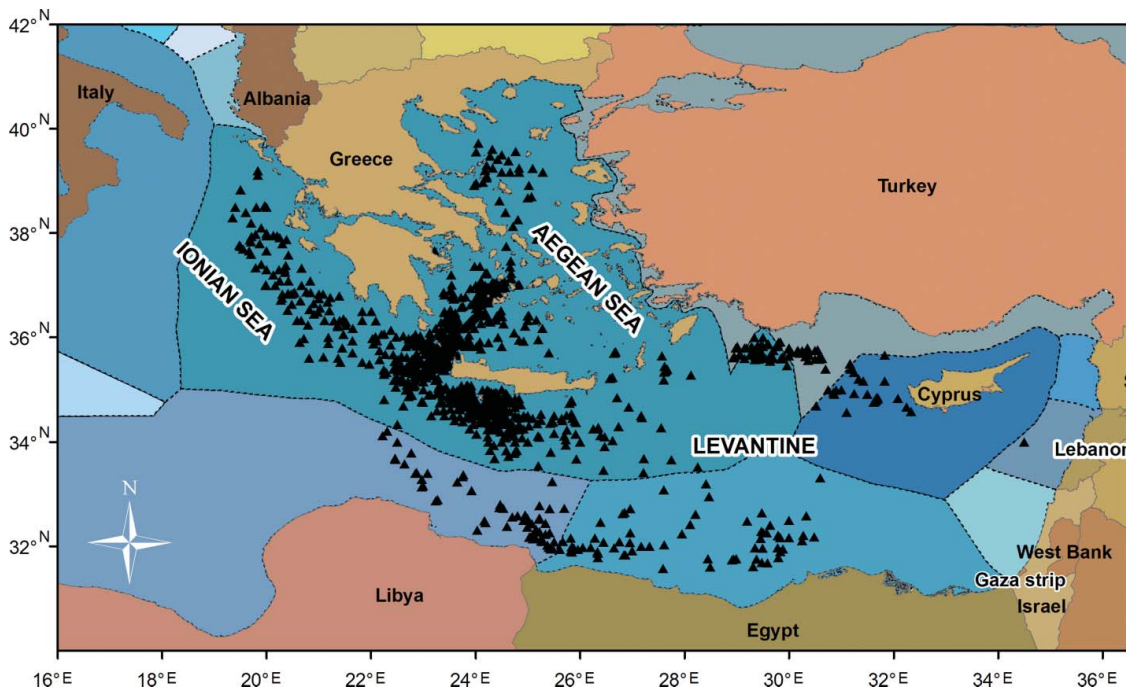 42° N
40° N
38° N
36° N
34° N
32° N
Italy
Albania
Greece
Turkey
IONIAN SEA
AEGEAN SEA
Cyprus
S
LEVANTINE
Lebanon
N
West Bank
Gaza strip
Israel
Libya
Egypt
16° E
18° E
20° E
22° E
24° E
26° E
28° E
30° E
32° E
34° E
36° E